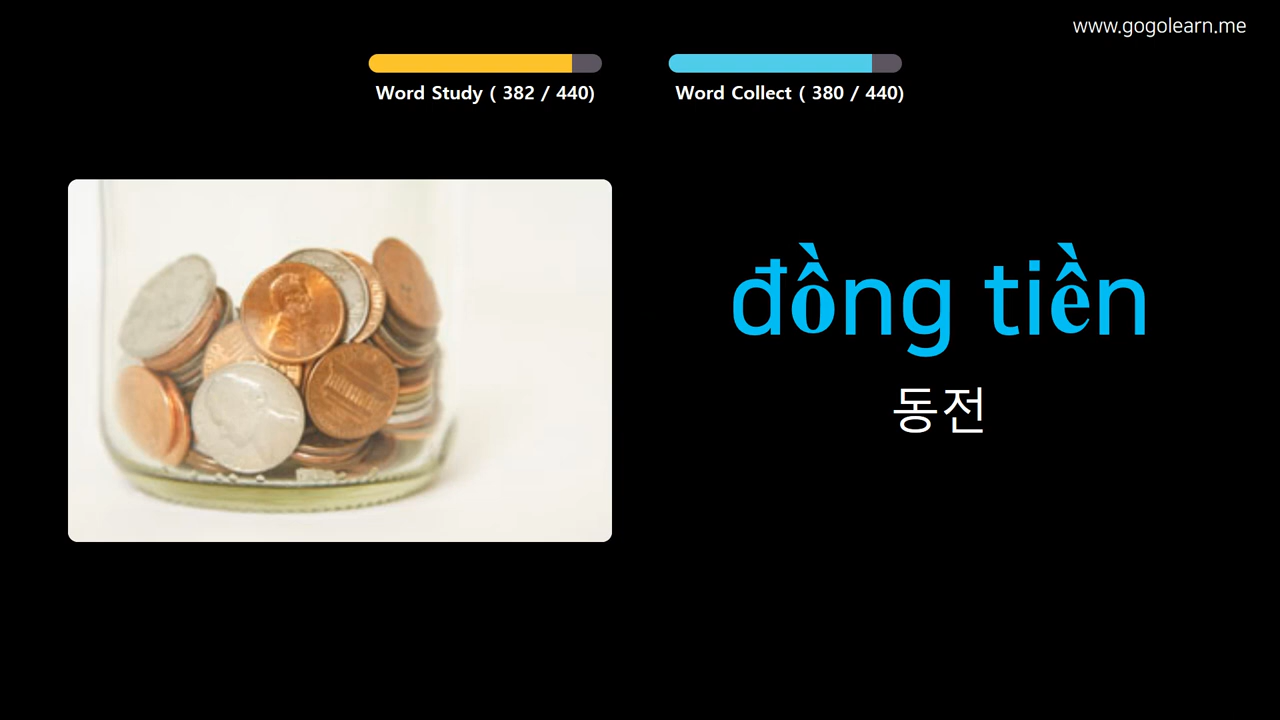 www.gogolearn.me
Word Study ( 382 / 440)
Word Collect ( 380 / 440)
đồng tiền
동전